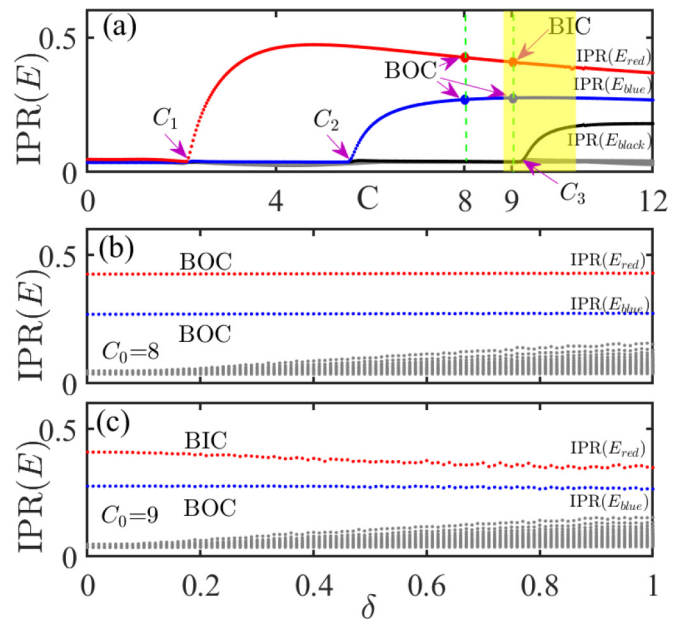 (a)
IPR(E)
0.5
0
BIC
IPR(E_red)
BOC
IPR(E_blue)
C_1
C_2
IPR(E_black)
C_3
0
4
C
8
9
12
(b)
IPR(E)
0.5
0
BOC
IPR(E_red)
IPR(E_blue)
BOC
C_0=8
(c)
IPR(E)
0.5
0
BIC
IPR(E_red)
IPR(E_blue)
C_0=9
BOC
0
0.2
0.4
0.6
0.8
1
δ